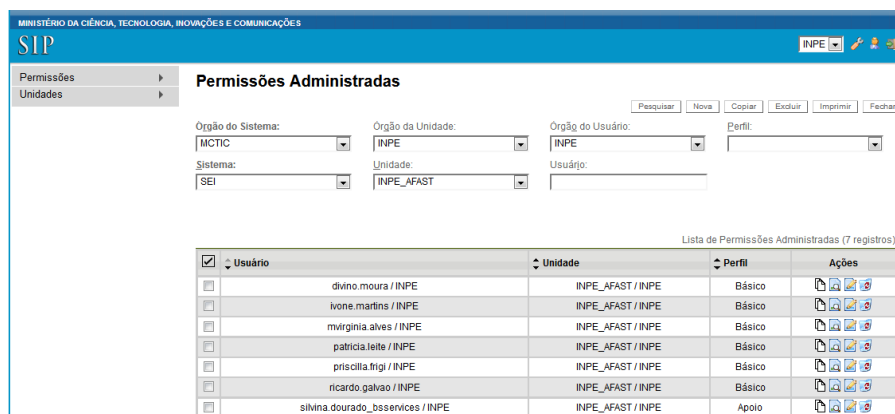 MINISTÉRIO DA CIÊNCIA, TECNOLOGIA, INOVAÇÕES E COMUNICAÇÕES
SIP
INPE
Permissões
Unidades
Permissões Administradas
Pesquisar Nova Copiar Excluir Imprimir Fechar
Órgão do Sistema: Órgão da Unidade: Órgão do Usuário: Perfil:
MCTIC INPE INPE
Sistema: Unidade: Usuário:
SEI INPE_AFAST
Lista de Permissões Administradas (7 registros)
Usuário Unidade Perfil Ações
divino.moura / INPE INPE_AFAST / INPE Básico
ivone.martins / INPE INPE_AFAST / INPE Básico
mvirginia.alves / INPE INPE_AFAST / INPE Básico
patricia.leite / INPE INPE_AFAST / INPE Básico
priscilla.frigi / INPE INPE_AFAST / INPE Básico
ricardo.galvao / INPE INPE_AFAST / INPE Básico
silvina.dourado_bsservices / INPE INPE_AFAST / INPE Apoio